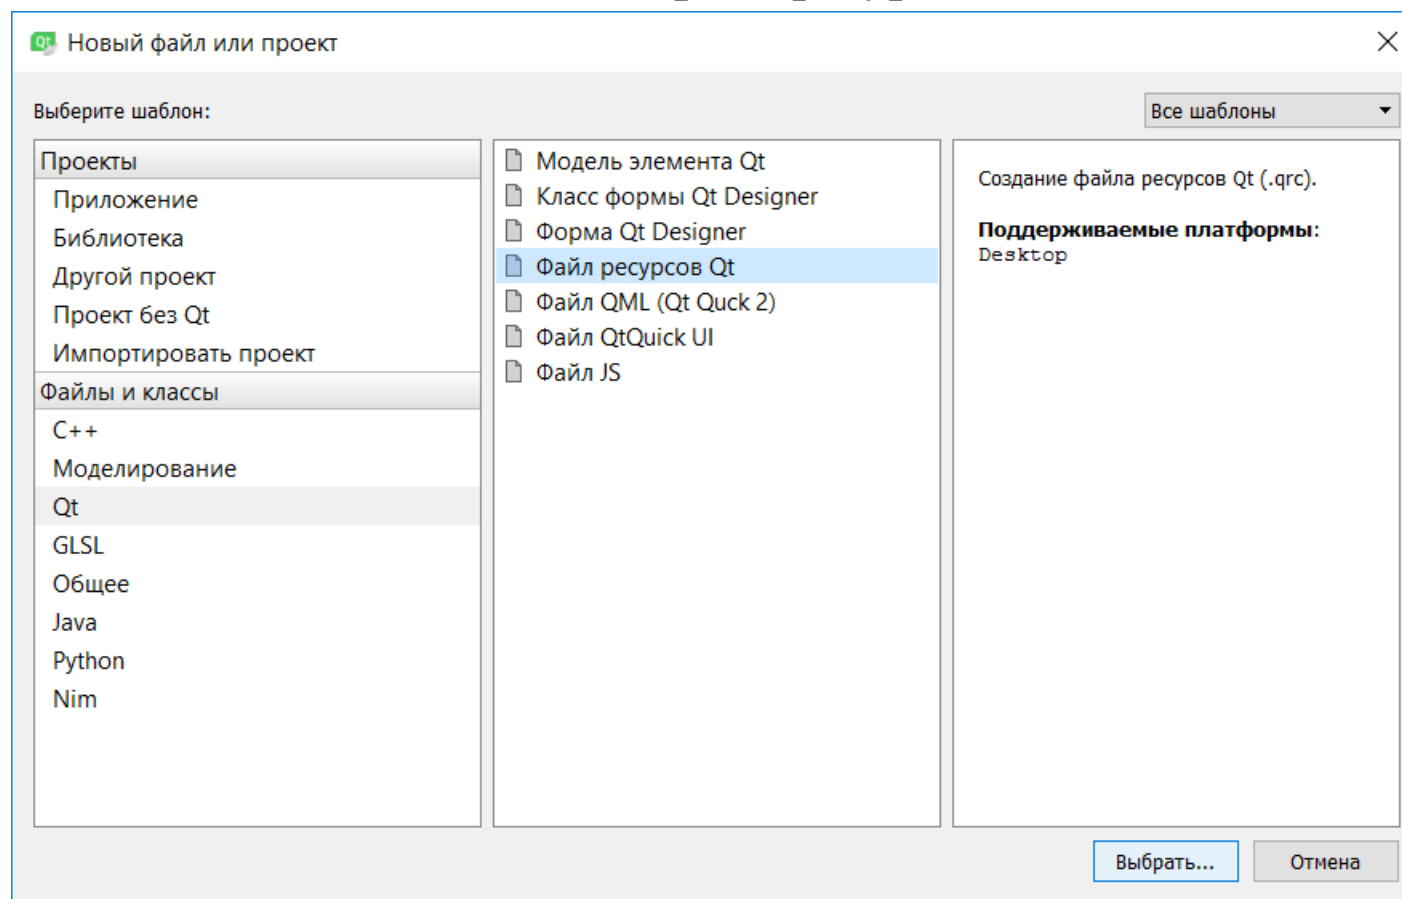 Новый файл или проект
Выберите шаблон:
Все шаблоны
Проекты
Приложение
Библиотека
Другой проект
Проект без Qt
Импортировать проект
Файлы и классы
C++
Моделирование
Qt
GLSL
Общее
Java
Python
Nim
Модель элемента Qt
Класс формы Qt Designer
Форма Qt Designer
Файл ресурсов Qt
Файл QML (Qt Quck 2)
Файл QtQuick UI
Файл JS
Создание файла ресурсов Qt (.qrc).
Поддерживаемые платформы:
Desktop
Выбрать...
Отмена